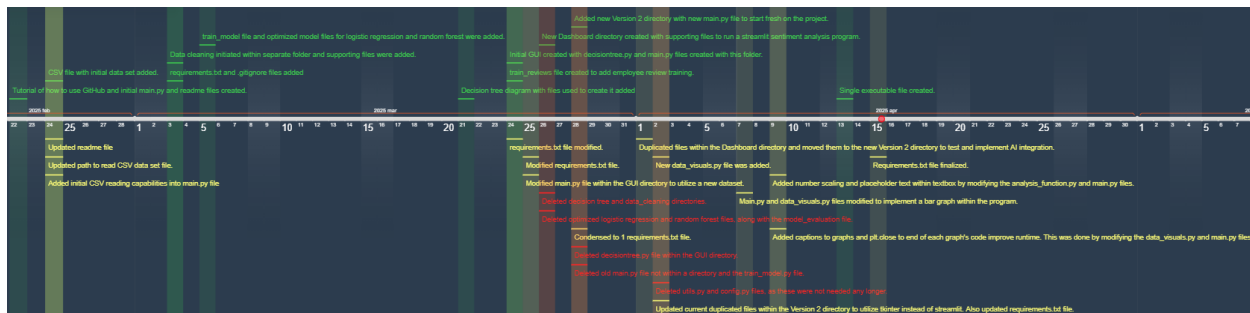 Added new Version 2 directory with new main.py file to start fresh on the project.
train_model file and optimized model files for logistic regression and random forest were added.
New Dashboard directory created with supporting files to run a streamlit sentiment analysis program.
Data cleaning initiated within separate folder and supporting files were added.
Initial GUI created with decisiontree.py and main.py files created with this folder.
CSV file with initial data set added.
requirements.txt and .gitignore files added
train_reviews file created to add employee review training.
Tutorial of how to use GitHub and initial main.py and readme files created.
Decision tree diagram with files used to create it added
Single executable file created.
2025 feb 2025 mar 2025 apr
22 23 24 25 26 27 28 1 2 3 4 5 6 7 8 9 10 11 12 13 14 15 16 17 18 19 20 21 22 23 24 25 26 27 28 29 30 31 1 2 3 4 5 6 7 8 9 10 11 12 13 14 15 16 17 18 19 20 21 22 23 24 25 26 27 28 29 30 1 2 3 4 5 6 7
Updated readme file
requirements.txt file modified.
Duplicated files within the Dashboard directory and moved them to the new Version 2 directory to test and implement AI integration.
Updated path to read CSV data set file.
Modified requirements.txt file.
New data_visuals.py file was added.
Requirements.txt file finalized.
Added initial CSV reading capabilities into main.py file
Modified main.py file within the GUI directory to utilize a new dataset.
Added number scaling and placeholder text within textbox by modifying the analysis_function.py and main.py files.
Deleted decision tree and data_cleaning directories.
Main.py and data_visuals.py files modified to implement a bar graph within the program.
Deleted optimized logistic regression and random forest files, along with the model_evaluation file.
Condensed to 1 requirements.txt file.
Added captions to graphs and plt.close to end of each graph's code improve runtime. This was done by modifying the data_visuals.py and main.py files
Deleted decisiontree.py file within the GUI directory
Deleted old main.py file not within a directory and the train_model.py file.
Deleted utils.py and config.py files, as these were not needed any longer.
Updated current duplicated files within the Version 2 directory to utilize tkinter instead of streamlit. Also updated requirements.txt file.